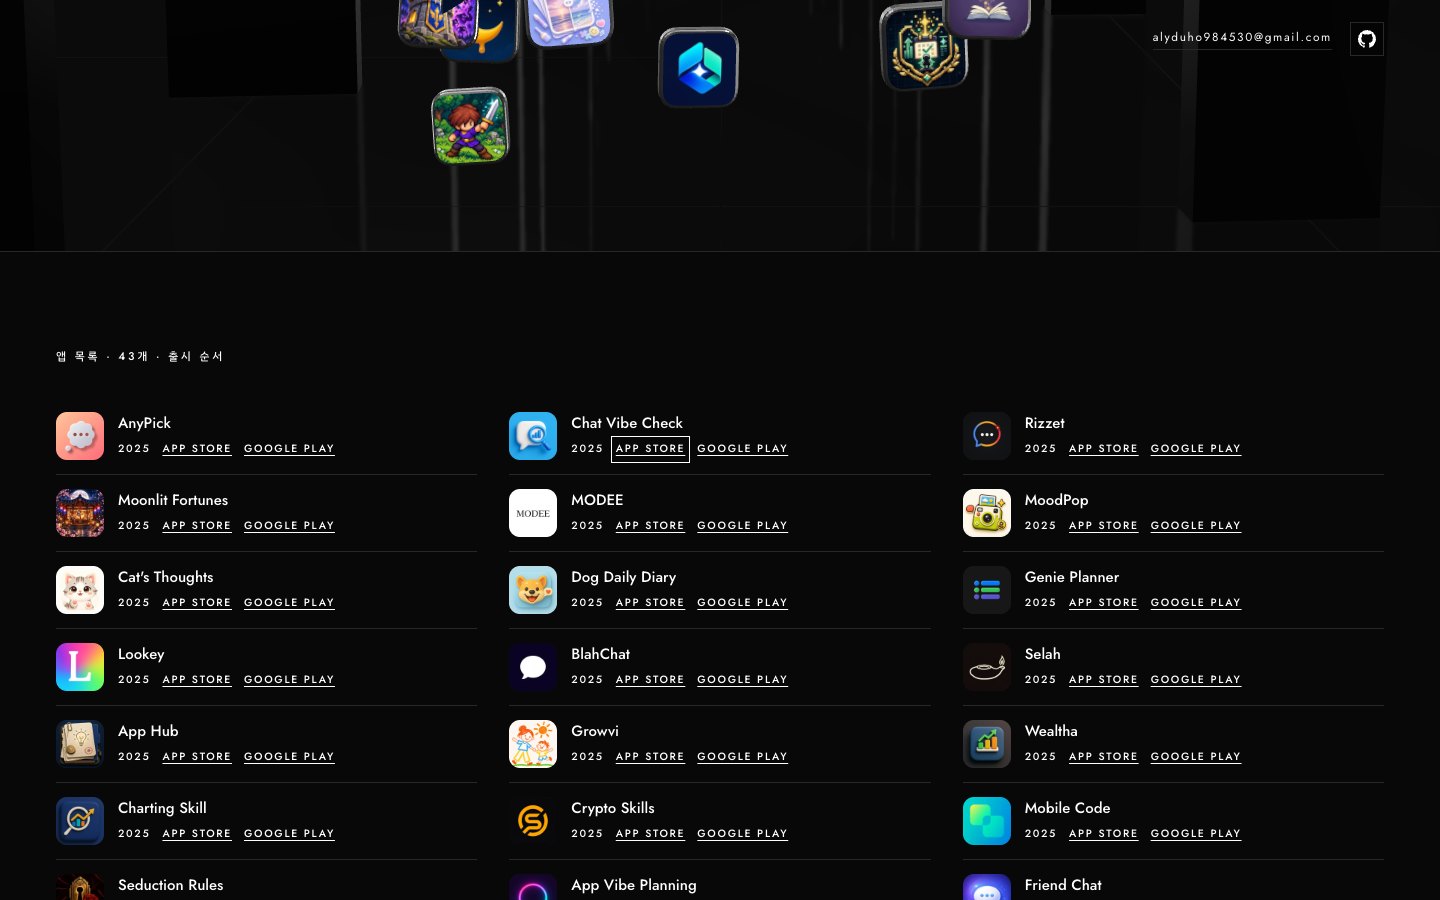 alyduho984530@gmail.com
앱 목록 · 43개 · 출시 순서
AnyPick
2025 APP STORE GOOGLE PLAY
Chat Vibe Check
2025 APP STORE GOOGLE PLAY
Rizzet
2025 APP STORE GOOGLE PLAY
Moonlit Fortunes
2025 APP STORE GOOGLE PLAY
MODEE
MODEE
2025 APP STORE GOOGLE PLAY
MoodPop
2025 APP STORE GOOGLE PLAY
Cat's Thoughts
2025 APP STORE GOOGLE PLAY
Dog Daily Diary
2025 APP STORE GOOGLE PLAY
Genie Planner
2025 APP STORE GOOGLE PLAY
L
Lookey
2025 APP STORE GOOGLE PLAY
BlahChat
2025 APP STORE GOOGLE PLAY
Selah
2025 APP STORE GOOGLE PLAY
App Hub
2025 APP STORE GOOGLE PLAY
Growvi
2025 APP STORE GOOGLE PLAY
Wealtha
2025 APP STORE GOOGLE PLAY
Charting Skill
2025 APP STORE GOOGLE PLAY
Crypto Skills
2025 APP STORE GOOGLE PLAY
Mobile Code
2025 APP STORE GOOGLE PLAY
Seduction Rules
App Vibe Planning
Friend Chat